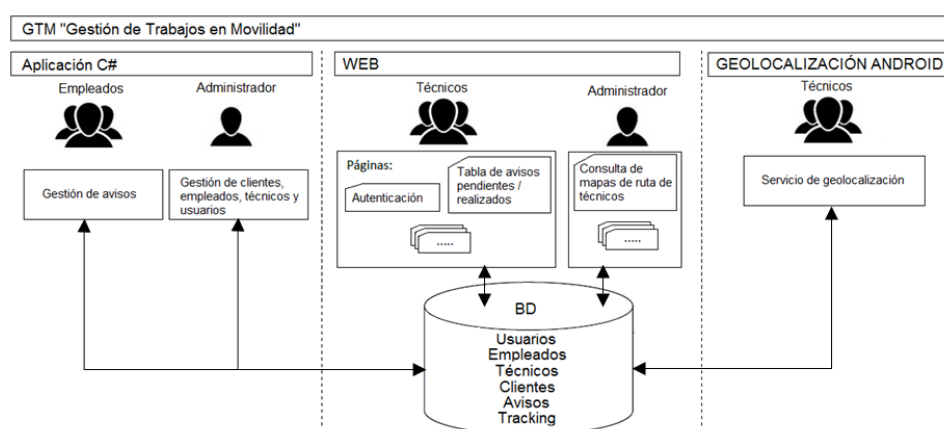 GTM "Gestión de Trabajos en Movilidad"
Aplicación C#
Empleados
Administrador
Gestión de avisos
Gestión de clientes,
empleados, técnicos y
usuarios
WEB
Técnicos
Administrador
Páginas:
Autenticación
Tabla de avisos
pendientes /
realizados
.....
Consulta de
mapas de ruta de
técnicos
.....
GEOLOCALIZACIÓN ANDROID
Técnicos
Servicio de geolocalización
BD
Usuarios
Empleados
Técnicos
Clientes
Avisos
Tracking